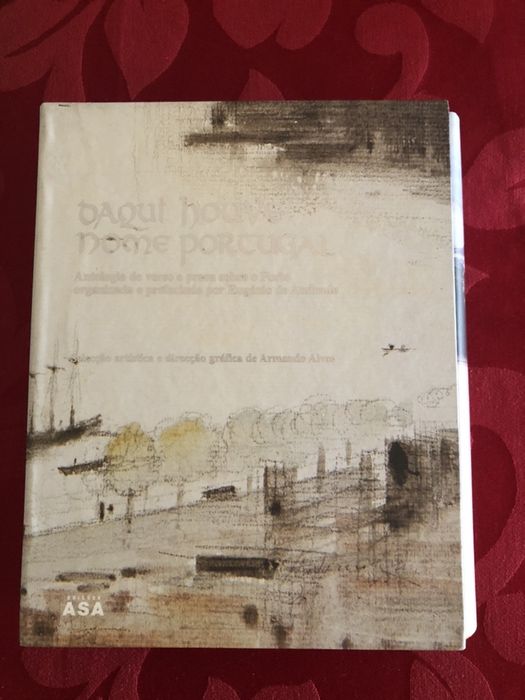 Daqui houve
nome Portugal
Antologia de verso e prosa sobre o Porto
organizada e prefaciada por Eugénio de Andrade
selecção artística e direcção gráfica de Armando Alves
EDIÇÕES
ASA